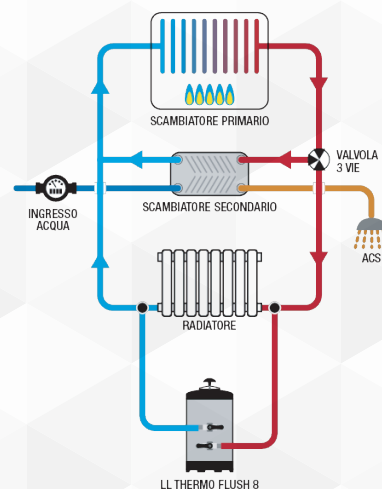 SCAMBIATORE PRIMARIO
VALVOLA
3 VIE
SCAMBIATORE SECONDARIO
INGRESSO
ACQUA
ACS
RADIATORE
LL THERMO FLUSH 8